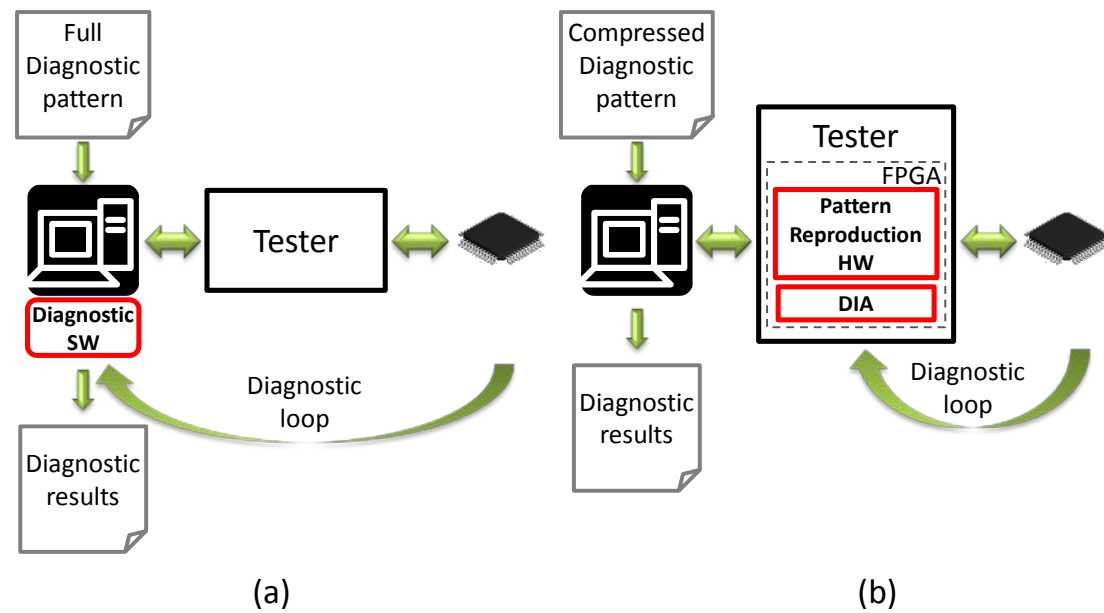 Full
Diagnostic
pattern
Tester
Diagnostic
SW
Diagnostic
loop
Diagnostic
results
(a)
Compressed
Diagnostic
pattern
Tester
FPGA
Pattern
Reproduction
HW
DIA
Diagnostic
loop
Diagnostic
results
(b)